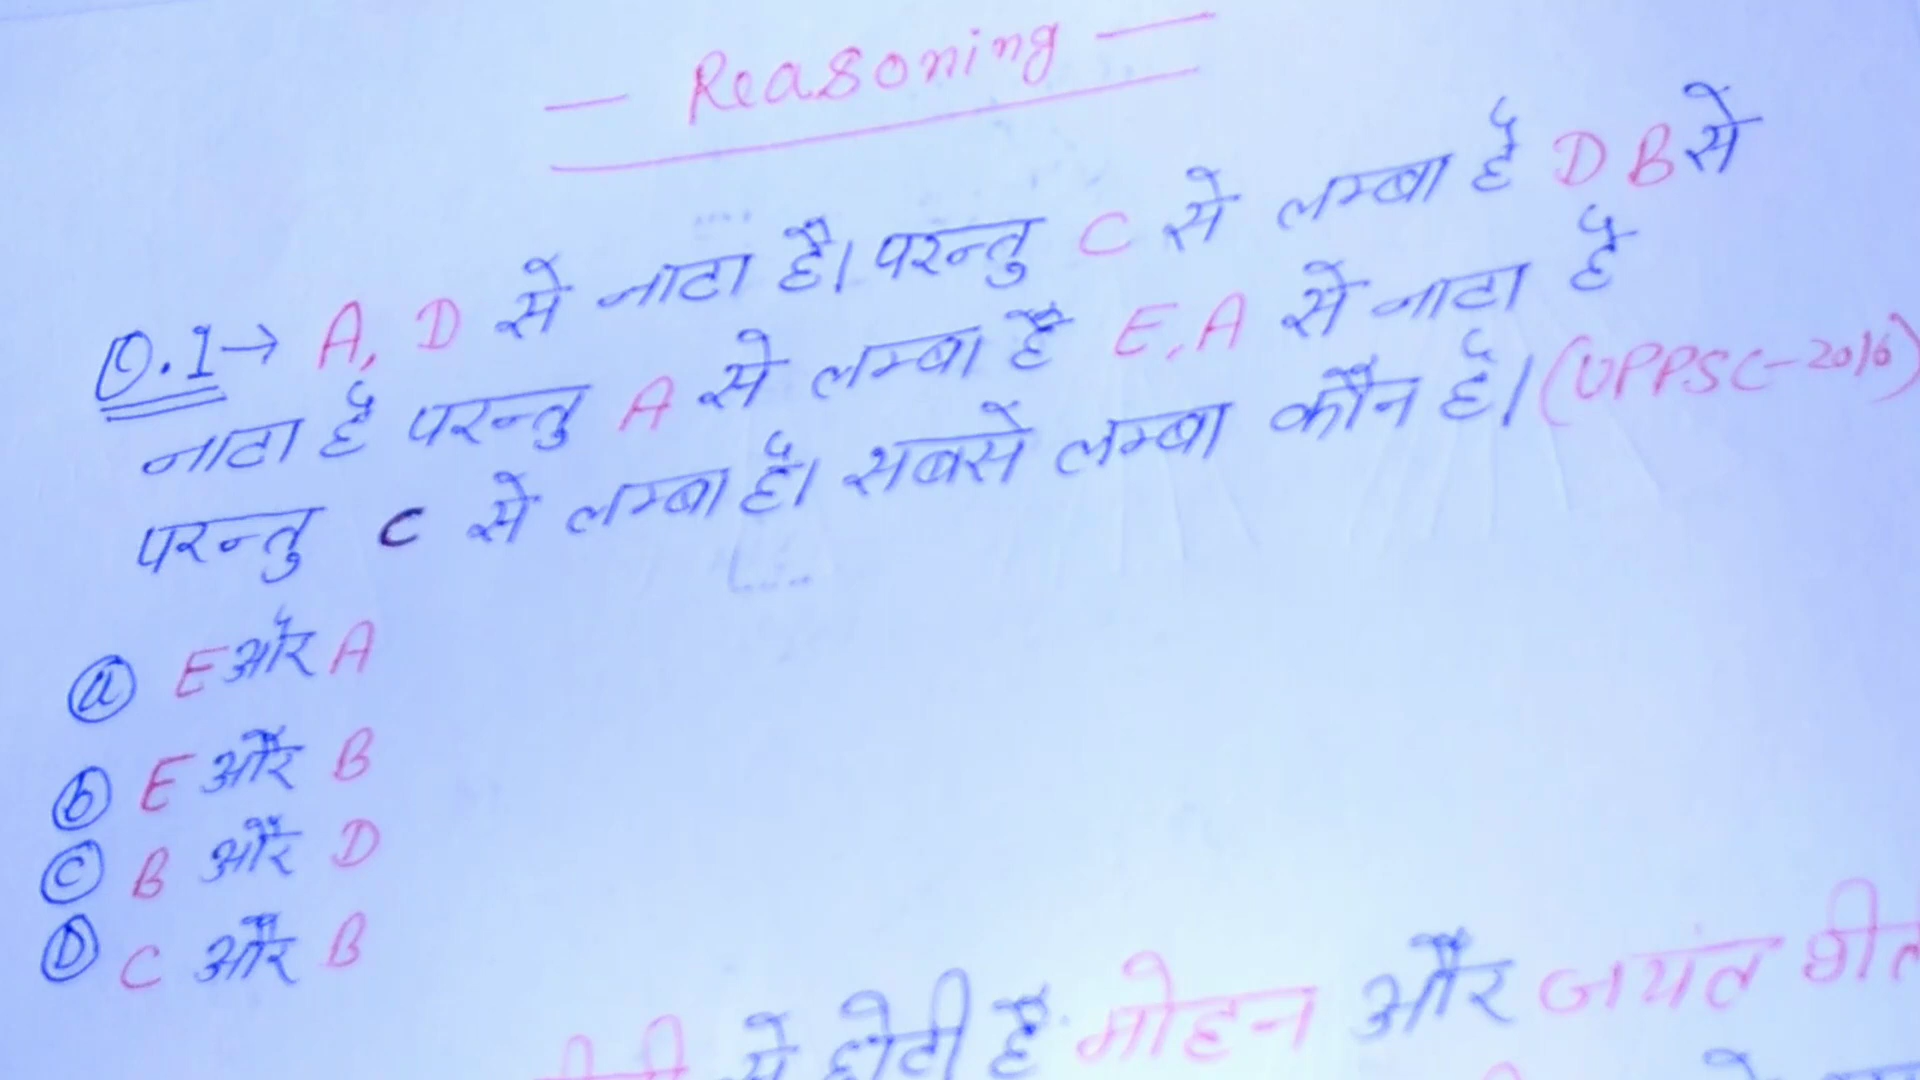 — Reasoning —
Q.1→ A, D से नाटा है। परन्तु C से लम्बा है D B से
नाटा है परन्तु A से लम्बा है E, A से नाटा है
परन्तु C से लम्बा है। सबसे लम्बा कौन है। (UPPSC-2016)
(a) E और A
(b) E और B
(C) B और D
(D) C और B
से छोटी है मोहन और जयंत